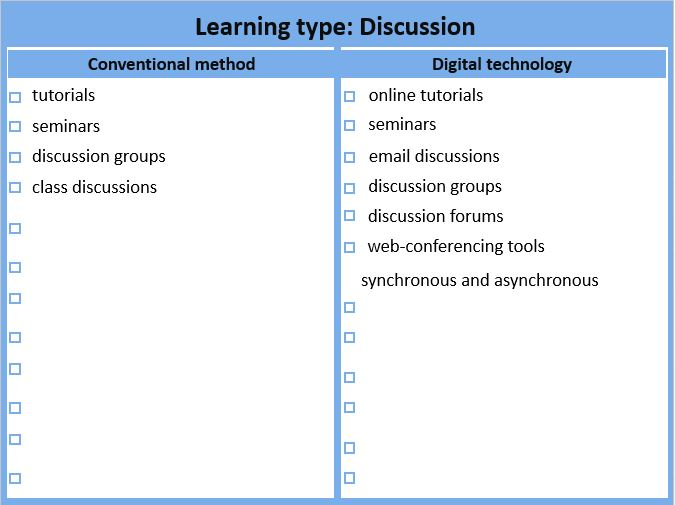 Learning type: Discussion
Conventional method
Digital technology
tutorials
seminars
discussion groups
class discussions
online tutorials
seminars
email discussions
discussion groups
discussion forums
web-conferencing tools
synchronous and asynchronous